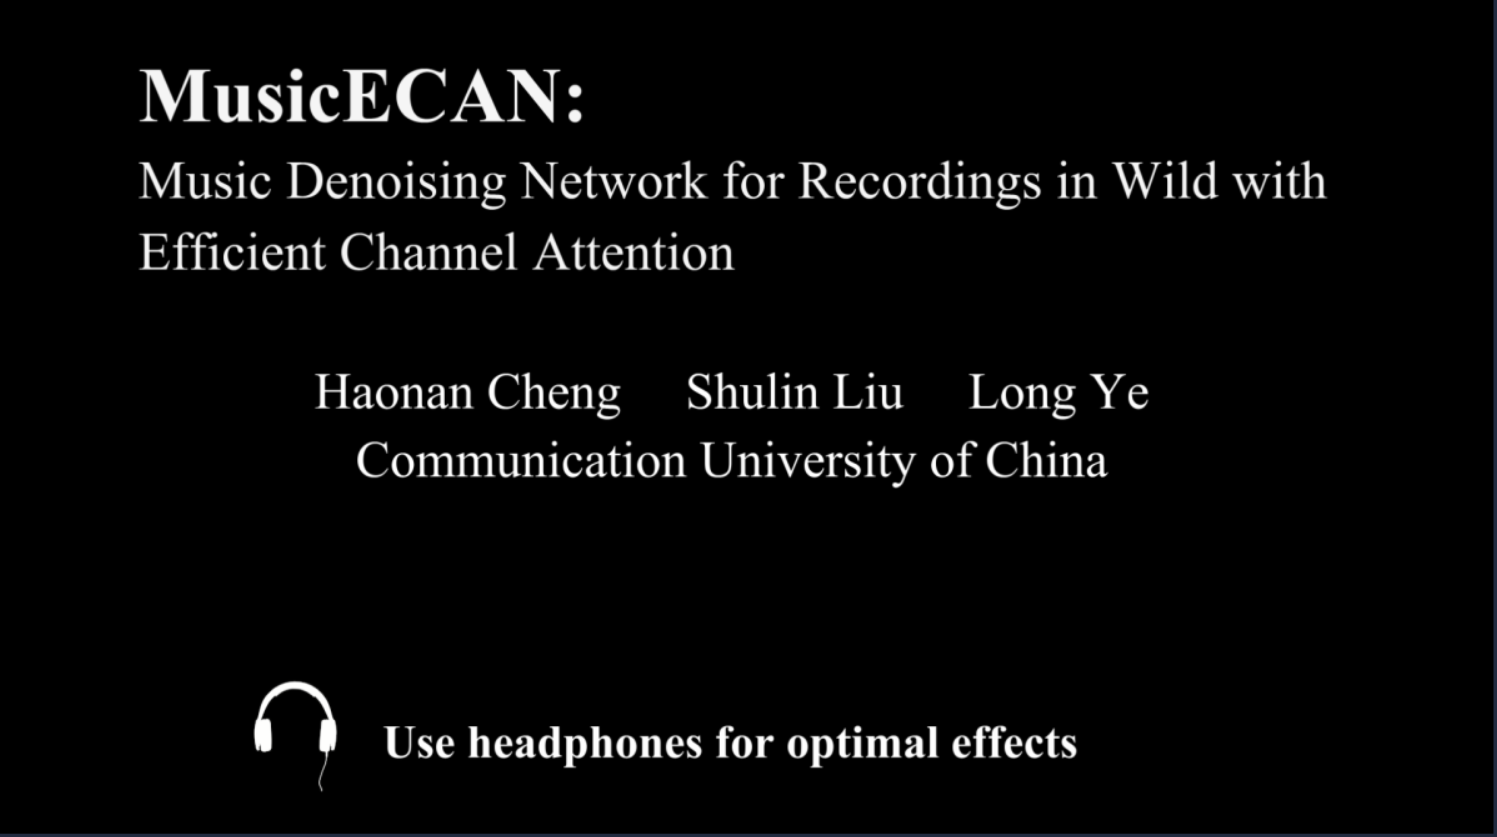 MusicECAN:
Music Denoising Network for Recordings in Wild with
Efficient Channel Attention
Haonan Cheng Shulin Liu Long Ye
Communication University of China
Use headphones for optimal effects